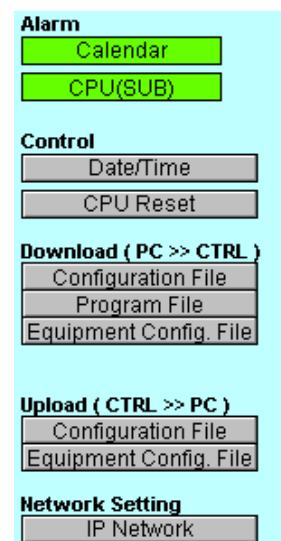 Alarm
Calendar
CPU(SUB)
Control
Date/Time
CPU Reset
Download ( PC >> CTRL )
Configuration File
Program File
Equipment Config. File
Upload ( CTRL >> PC )
Configuration File
Equipment Config. File
Network Setting
IP Network